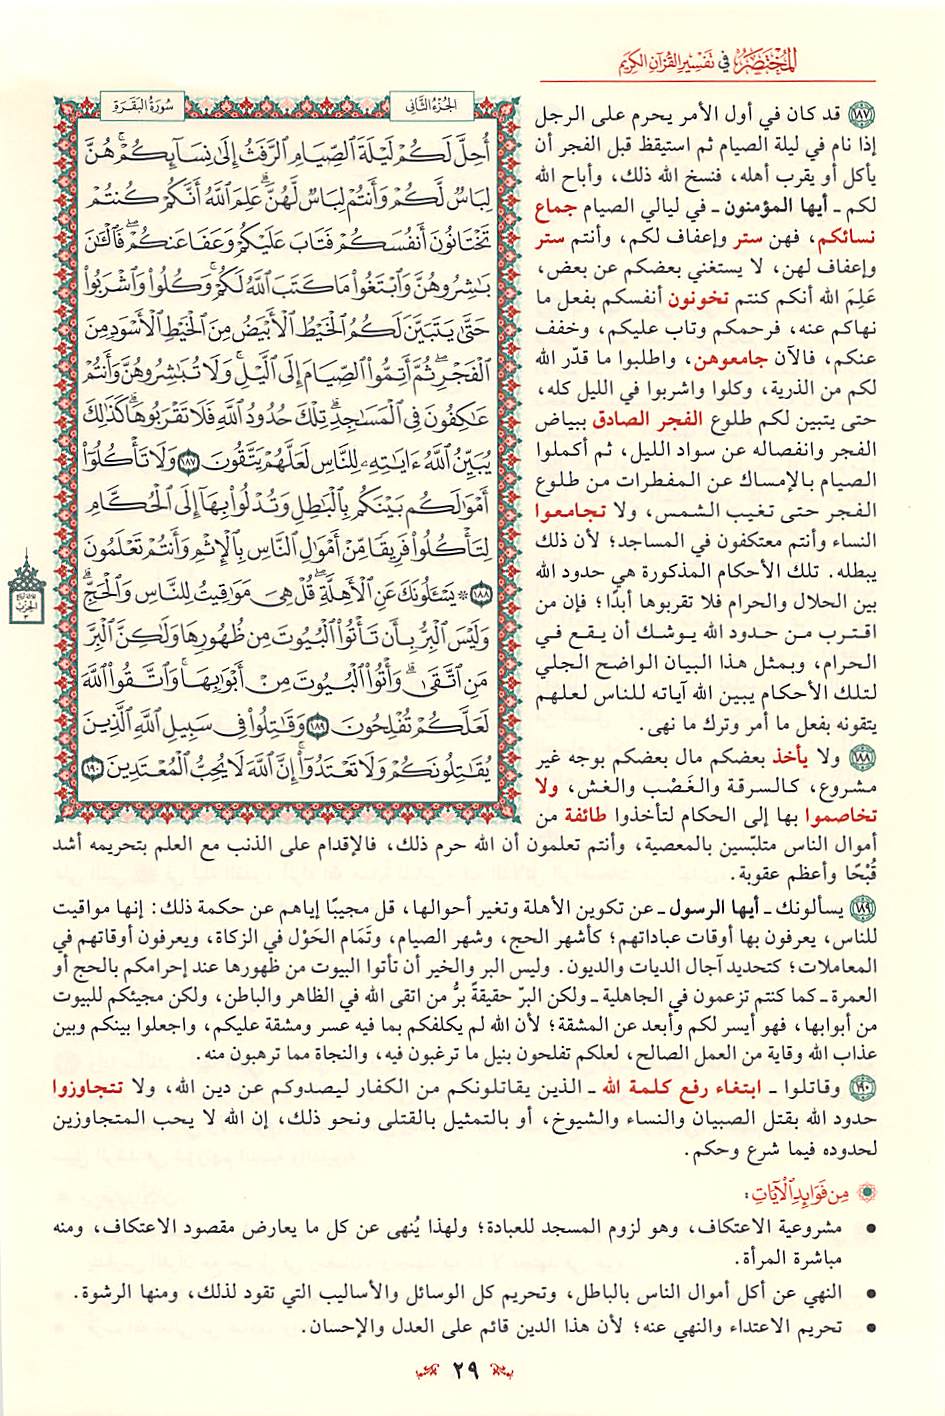 المختصر في تفسير القرآن الكريم
الجزء الثاني
سورة البقرة
أُحِلَّ لَكُمْ لَيْلَةَ ٱلصِّيَامِ ٱلرَّفَثُ إِلَىٰ نِسَآئِكُمْۚ هُنَّ
لِبَاسٌ لَّكُمْ وَأَنتُمْ لِبَاسٌ لَّهُنَّۗ عَلِمَ ٱللَّهُ أَنَّكُمْ كُنتُمْ
تَخْتَانُونَ أَنفُسَكُمْ فَتَابَ عَلَيْكُمْ وَعَفَا عَنكُمْۖ فَٱلْـَٰٔنَ
بَٰشِرُوهُنَّ وَٱبْتَغُوا۟ مَا كَتَبَ ٱللَّهُ لَكُمْۚ وَكُلُوا۟ وَٱشْرَبُوا۟
حَتَّىٰ يَتَبَيَّنَ لَكُمُ ٱلْخَيْطُ ٱلْأَبْيَضُ مِنَ ٱلْخَيْطِ ٱلْأَسْوَدِ مِنَ
ٱلْفَجْرِۖ ثُمَّ أَتِمُّوا۟ ٱلصِّيَامَ إِلَى ٱلَّيْلِۚ وَلَا تُبَٰشِرُوهُنَّ وَأَنتُمْ
عَٰكِفُونَ فِى ٱلْمَسَٰجِدِۗ تِلْكَ حُدُودُ ٱللَّهِ فَلَا تَقْرَبُوهَاۗ كَذَٰلِكَ
يُبَيِّنُ ٱللَّهُ ءَايَٰتِهِۦ لِلنَّاسِ لَعَلَّهُمْ يَتَّقُونَ ١٨٧ وَلَا تَأْكُلُوٓا۟
أَمْوَٰلَكُم بَيْنَكُم بِٱلْبَٰطِلِ وَتُدْلُوا۟ بِهَآ إِلَى ٱلْحُكَّامِ
لِتَأْكُلُوا۟ فَرِيقًا مِّنْ أَمْوَٰلِ ٱلنَّاسِ بِٱلْإِثْمِ وَأَنتُمْ تَعْلَمُونَ
١٨٨ ۞ يَسْـَٔلُونَكَ عَنِ ٱلْأَهِلَّةِۖ قُلْ هِىَ مَوَٰقِيتُ لِلنَّاسِ وَٱلْحَجِّۗ
وَلَيْسَ ٱلْبِرُّ بِأَن تَأْتُوا۟ ٱلْبُيُوتَ مِن ظُهُورِهَا وَلَٰكِنَّ ٱلْبِرَّ
مَنِ ٱتَّقَىٰۗ وَأْتُوا۟ ٱلْبُيُوتَ مِنْ أَبْوَٰبِهَاۚ وَٱتَّقُوا۟ ٱللَّهَ
لَعَلَّكُمْ تُفْلِحُونَ ١٨٩ وَقَٰتِلُوا۟ فِى سَبِيلِ ٱللَّهِ ٱلَّذِينَ
يُقَٰتِلُونَكُمْ وَلَا تَعْتَدُوٓا۟ۚ إِنَّ ٱللَّهَ لَا يُحِبُّ ٱلْمُعْتَدِينَ ١٩٠
١٨٧ قد كان في أول الأمر يحرم على الرجل
إذا نام في ليلة الصيام ثم استيقظ قبل الفجر أن
يأكل أو يقرب أهله، فنسخ الله ذلك، وأباح الله
لكم ـ أيها المؤمنون ـ في ليالي الصيام جماع
نسائكم، فهن ستر وإعفاف لكم، وأنتم ستر
وإعفاف لهن، لا يستغني بعضكم عن بعض،
عَلِمَ الله أنكم كنتم تخونون أنفسكم بفعل ما
نهاكم عنه، فرحمكم وتاب عليكم، وخفف
عنكم، فالآن جامعوهن، واطلبوا ما قدّر الله
لكم من الذرية، وكلوا واشربوا في الليل كله،
حتى يتبين لكم طلوع الفجر الصادق ببياض
الفجر وانفصاله عن سواد الليل، ثم أكملوا
الصيام بالإمساك عن المفطرات من طلوع
الفجر حتى تغيب الشمس، ولا تجامعوا
النساء وأنتم معتكفون في المساجد؛ لأن ذلك
يبطله. تلك الأحكام المذكورة هي حدود الله
بين الحلال والحرام فلا تقربوها أبدًا؛ فإن من
اقترب من حدود الله يوشك أن يقع في
الحرام، وبمثل هذا البيان الواضح الجلي
لتلك الأحكام يبين الله آياته للناس لعلهم
يتقونه بفعل ما أمر وترك ما نهى.
١٨٨ ولا يأخذ بعضكم مال بعضكم بوجه غير
مشروع، كالسرقة والغَصْب والغش، ولا
تخاصموا بها إلى الحكام لتأخذوا طائفة من
أموال الناس متلبّسين بالمعصية، وأنتم تعلمون أن الله حرم ذلك، فالإقدام على الذنب مع العلم بتحريمه أشد
قُبْحًا وأعظم عقوبة.
١٨٩ يسألونك ـ أيها الرسول ـ عن تكوين الأهلة وتغير أحوالها، قل مجيبًا إياهم عن حكمة ذلك: إنها مواقيت
للناس، يعرفون بها أوقات عباداتهم؛ كأشهر الحج، وشهر الصيام، وتَمَام الحَوْل في الزكاة، ويعرفون أوقاتهم في
المعاملات؛ كتحديد آجال الديات والديون. وليس البر والخير أن تأتوا البيوت من ظهورها عند إحرامكم بالحج أو
العمرة ـ كما كنتم تزعمون في الجاهلية ـ ولكن البرّ حقيقةً برُّ من اتقى الله في الظاهر والباطن، ولكن مجيئكم للبيوت
من أبوابها، فهو أيسر لكم وأبعد عن المشقة؛ لأن الله لم يكلفكم بما فيه عسر ومشقة عليكم، واجعلوا بينكم وبين
عذاب الله وقاية من العمل الصالح، لعلكم تفلحون بنيل ما ترغبون فيه، والنجاة مما ترهبون منه.
١٩٠ وقاتلوا ـ ابتغاء رفع كلمة الله ـ الذين يقاتلونكم من الكفار ليصدوكم عن دين الله، ولا تتجاوزوا
حدود الله بقتل الصبيان والنساء والشيوخ، أو بالتمثيل بالقتلى ونحو ذلك، إن الله لا يحب المتجاوزين
لحدوده فيما شرع وحكم.
من فوائد الآيات:
• مشروعية الاعتكاف، وهو لزوم المسجد للعبادة؛ ولهذا يُنهى عن كل ما يعارض مقصود الاعتكاف، ومنه
مباشرة المرأة.
• النهي عن أكل أموال الناس بالباطل، وتحريم كل الوسائل والأساليب التي تقود لذلك، ومنها الرشوة.
• تحريم الاعتداء والنهي عنه؛ لأن هذا الدين قائم على العدل والإحسان.
٢٩